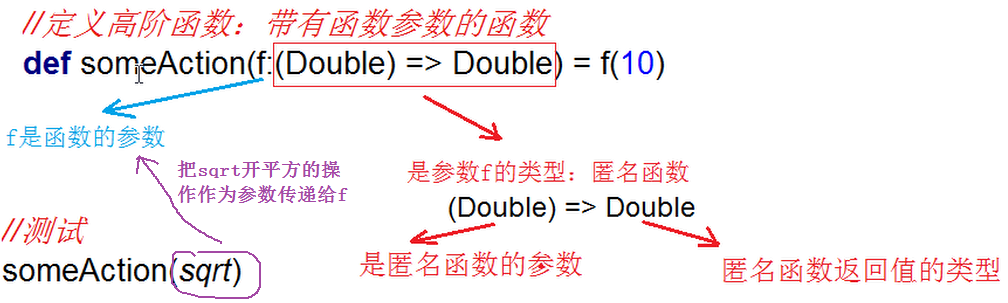 //定义高阶函数：带有函数参数的函数
def someAction(f:(Double) => Double) = f(10)
f是函数的参数
把sqrt开平方的操
作作为参数传递给f
是参数f的类型：匿名函数
(Double) => Double
//测试
someAction(sqrt)
是匿名函数的参数
匿名函数返回值的类型